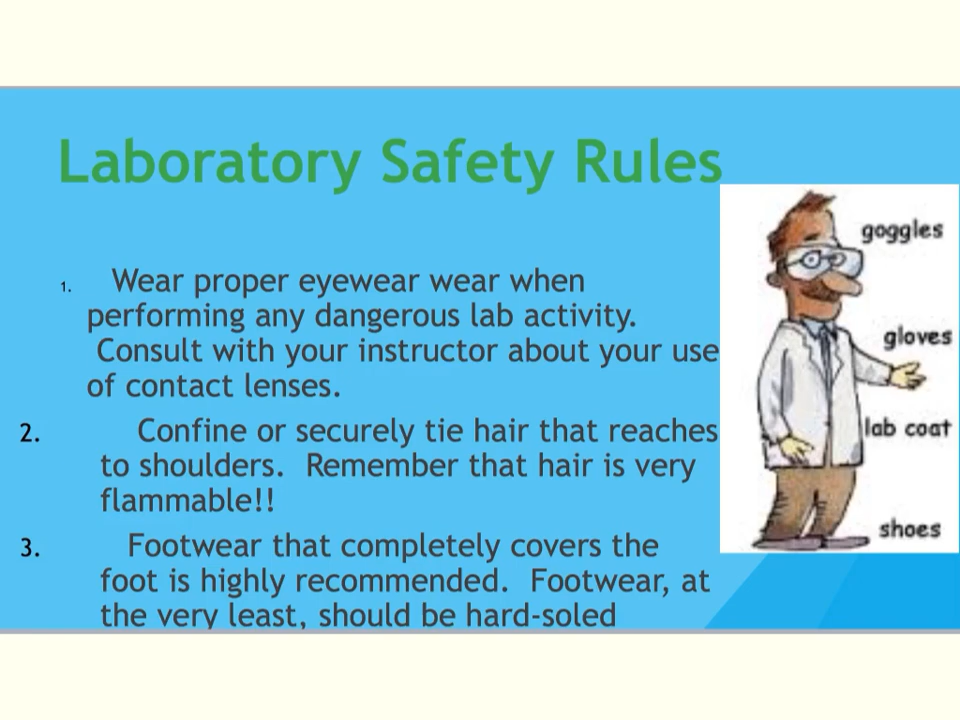 Laboratory Safety Rules
1. Wear proper eyewear wear when
performing any dangerous lab activity.
Consult with your instructor about your use
of contact lenses.
2. Confine or securely tie hair that reaches
to shoulders. Remember that hair is very
flammable!!
3. Footwear that completely covers the
foot is highly recommended. Footwear, at
the very least, should be hard-soled
goggles
gloves
lab coat
shoes